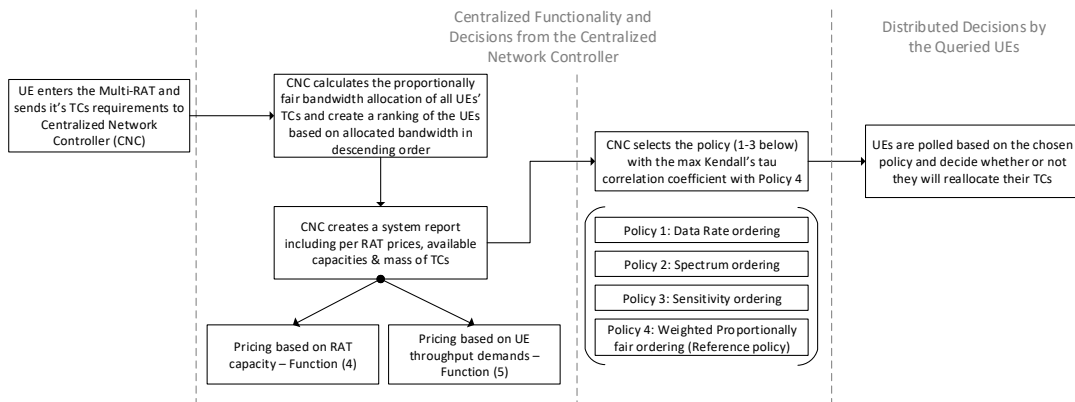 Centralized Functionality and
Decisions from the Centralized
Network Controller
Distributed Decisions by
the Queried UEs
UE enters the Multi-RAT and
sends it's TCs requirements to
Centralized Network
Controller (CNC)
CNC calculates the proportionally
fair bandwidth allocation of all UEs'
TCs and create a ranking of the UEs
based on allocated bandwidth in
descending order
CNC creates a system report
including per RAT prices, available
capacities & mass of TCs
Pricing based on RAT
capacity – Function (4)
Pricing based on UE
throughput demands –
Function (5)
CNC selects the policy (1-3 below)
with the max Kendall's tau
correlation coefficient with Policy 4
Policy 1: Data Rate ordering
Policy 2: Spectrum ordering
Policy 3: Sensitivity ordering
Policy 4: Weighted Proportionally
fair ordering (Reference policy)
UEs are polled based on the chosen
policy and decide whether or not
they will reallocate their TCs